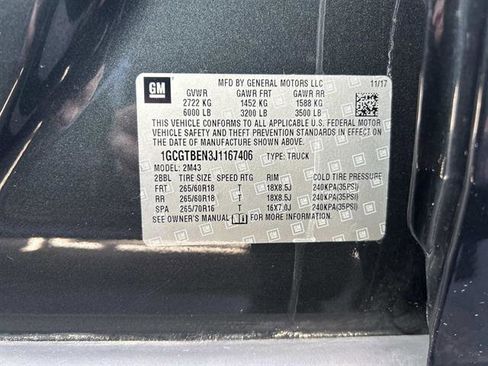 GM
MFD BY GENERAL MOTORS LLC 11/17
GVWR GAWR FRT GAWR RR
2722 KG 1452 KG 1588 KG
6000 LB 3200 LB 3500 LB
THIS VEHICLE CONFORMS TO ALL APPLICABLE U.S. FEDERAL MOTOR
VEHICLE SAFETY AND THEFT PREVENTION STANDARDS IN EFFECT ON
THE DATE OF MANUFACTURE SHOWN ABOVE.
1GCGTBEN3J1167406 TYPE: TRUCK
MODEL: 2M43
2BBL TIRE SIZE SPEED RTG RIM COLD TIRE PRESSURE
FRT 265/60R18 T 18X8.5J 240KPA(35PSI)
RR 265/60R18 T 18X8.5J 240KPA(35PSI)
SPA 265/70R16 T 16X7.0J 240KPA(35PSI)
SEE OWNER'S MANUAL FOR MORE INFORMATION.